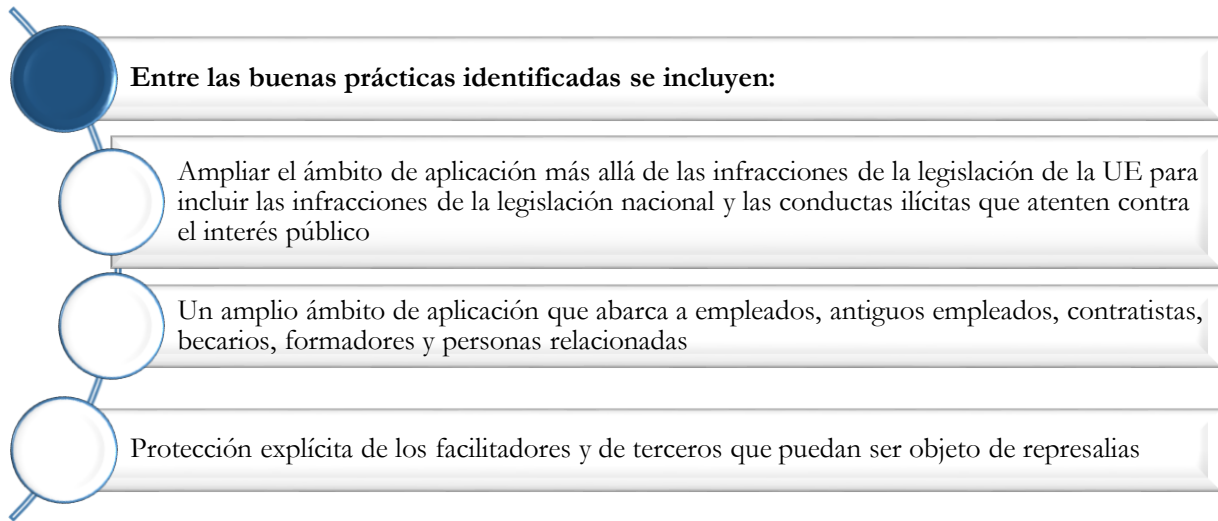 Entre las buenas prácticas identificadas se incluyen:
Ampliar el ámbito de aplicación más allá de las infracciones de la legislación de la UE para
incluir las infracciones de la legislación nacional y las conductas ilícitas que atenten contra
el interés público
Un amplio ámbito de aplicación que abarca a empleados, antiguos empleados, contratistas,
becarios, formadores y personas relacionadas
Protección explícita de los facilitadores y de terceros que puedan ser objeto de represalias